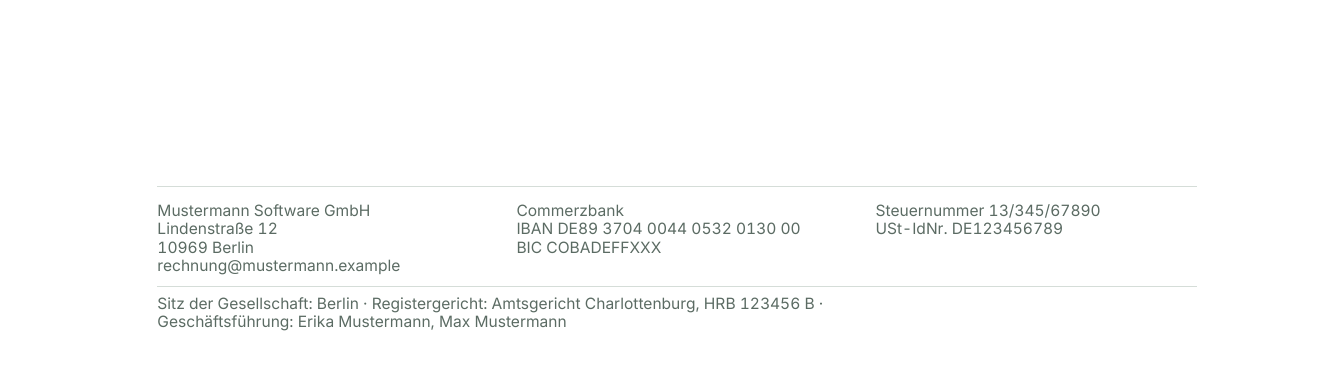 Mustermann Software GmbH
Lindenstraße 12
10969 Berlin
rechnung@mustermann.example
Commerzbank
IBAN DE89 3704 0044 0532 0130 00
BIC COBADEFFXXX
Steuernummer 13/345/67890
USt-IdNr. DE123456789
Sitz der Gesellschaft: Berlin · Registergericht: Amtsgericht Charlottenburg, HRB 123456 B ·
Geschäftsführung: Erika Mustermann, Max Mustermann